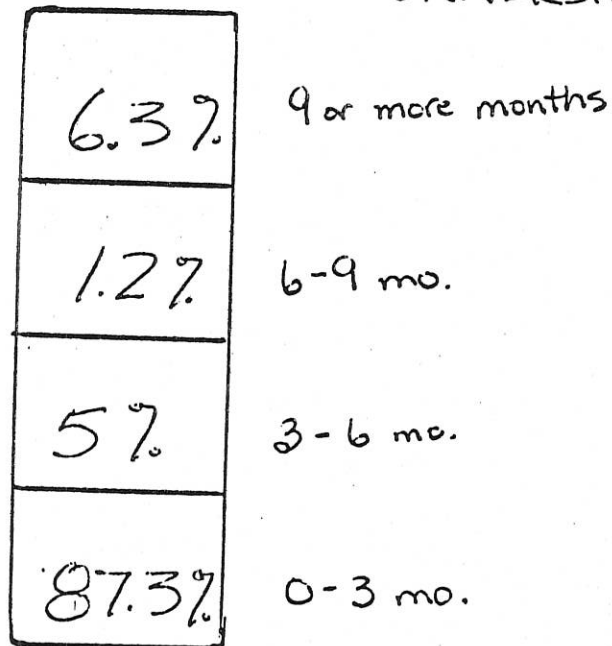 6.3% 9 or more months
1.2% 6-9 mo.
5% 3-6 mo.
87.3% 0-3 mo.